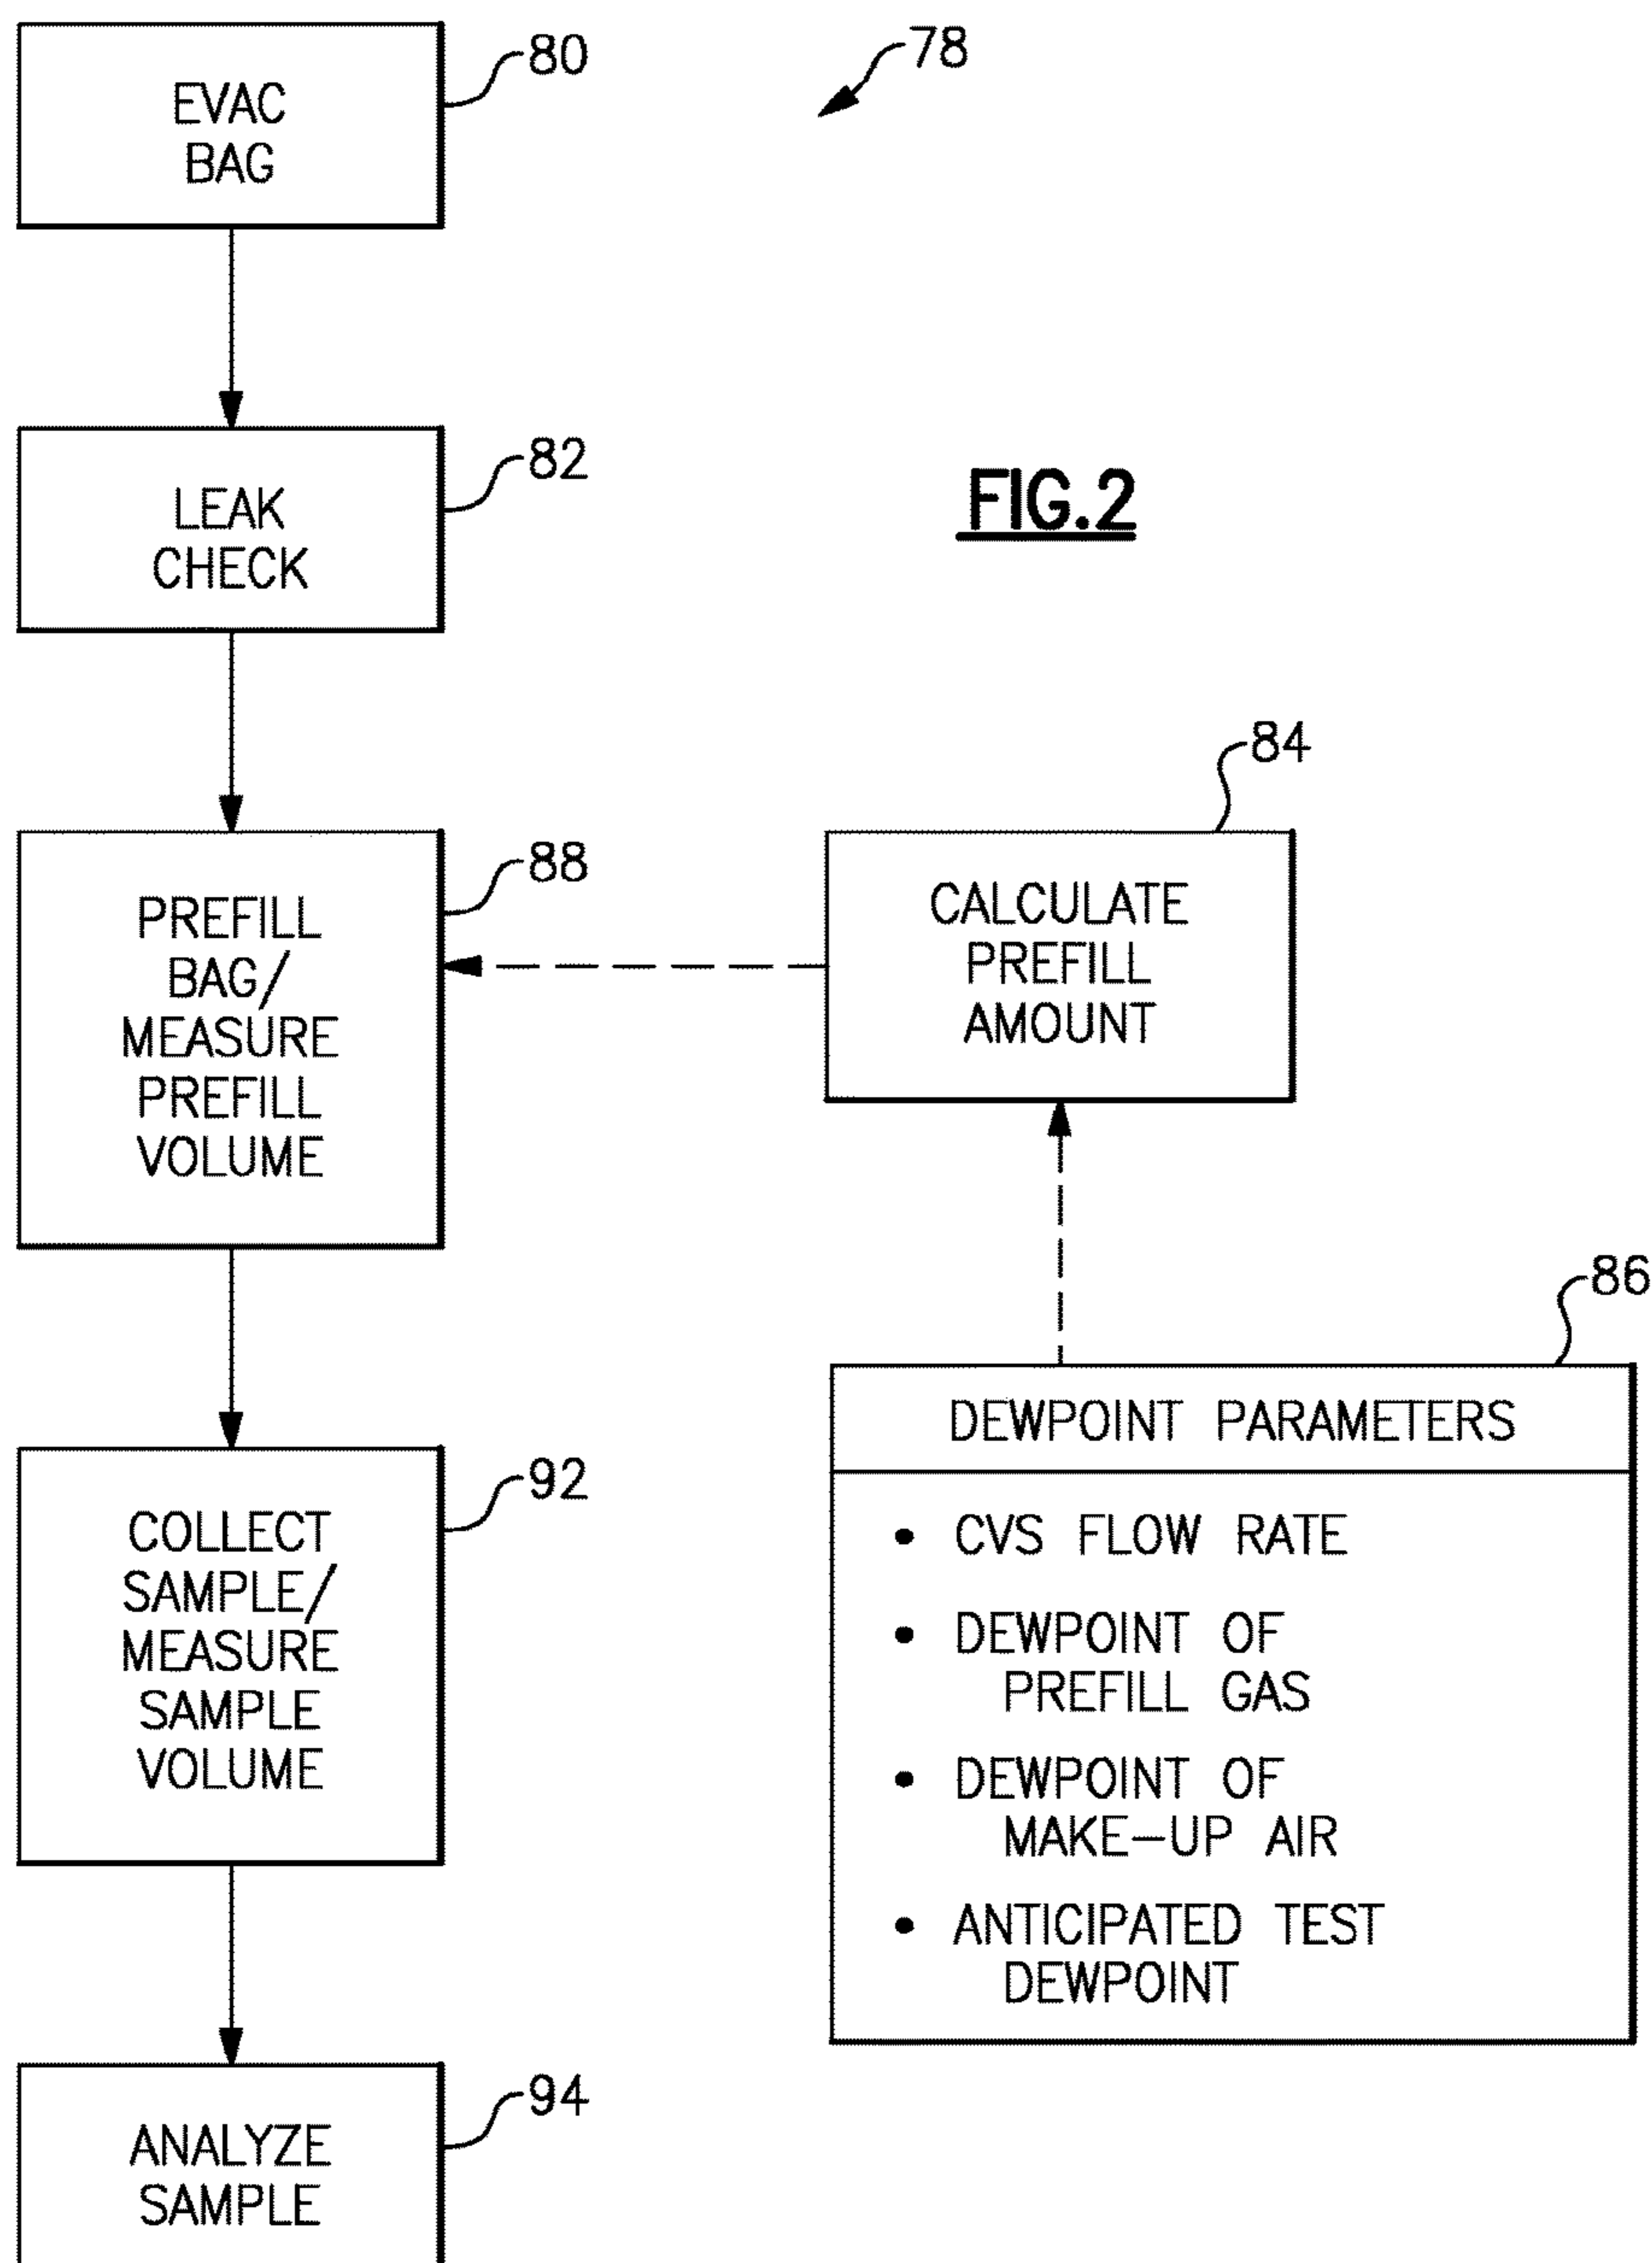 EVAC
BAG
80
78
LEAK
CHECK
82
FIG.2
PREFILL
BAG/
MEASURE
PREFILL
VOLUME
88
CALCULATE
PREFILL
AMOUNT
84
86
DEWPOINT PARAMETERS
• CVS FLOW RATE
• DEWPOINT OF
PREFILL GAS
• DEWPOINT OF
MAKE-UP AIR
• ANTICIPATED TEST
DEWPOINT
COLLECT
SAMPLE/
MEASURE
SAMPLE
VOLUME
92
ANALYZE
SAMPLE
94